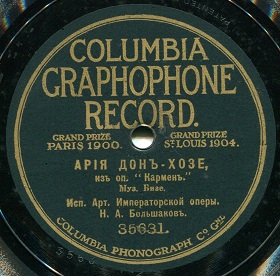 COLUMBIA
GRAPHOPHONE
RECORD.
GRAND PRIZE
PARIS 1900.
GRAND PRIZE
ST LOUIS 1904.
АРІЯ ДОНЪ-ХОЗЕ,
изъ оп. "Карменъ."
Муз. Бизе.
Исп. Арт. Императорской оперы.
Н. А. Большаковъ.
35631.
COLUMBIA PHONOGRAPH Co GNL.